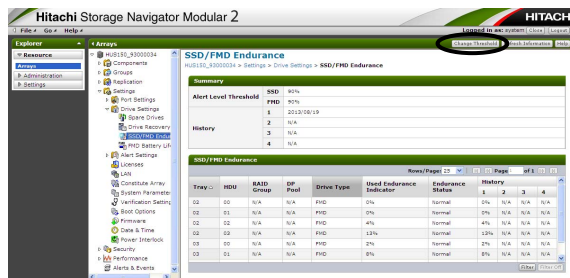 Hitachi Storage Navigator Modular 2
HITACHI
File Go Help
Logged in as: system Close Logout
Explorer
Arrays
Change Threshold Refresh Information Help
Resource
Arrays
Administration
Settings
HUS150_93000034
Components
Groups
Replication
Settings
Port Settings
Drive Settings
Spare Drives
Drive Recovery
SSD/FMD Endur
FMD Battery Lif
Alert Settings
Licenses
LAN
Constitute Array
System Parameter
Verification Setting
Boot Options
Firmware
Date & Time
Power Interlock
Security
Performance
Alerts & Events
SSD/FMD Endurance
HUS150_93000034 > Settings > Drive Settings > SSD/FMD Endurance
Summary
Alert Level Threshold SSD 90%
FMD 90%
History 1 2013/08/19
2 N/A
3 N/A
4 N/A
SSD/FMD Endurance
Rows/Page: 25 Page 1 of 1
Tray HDU RAID Group DP Pool Drive Type Used Endurance Indicator Endurance Status History 1 2 3 4
02 00 N/A N/A FMD 0% Normal 0% N/A N/A N/A
02 01 N/A N/A FMD 0% Normal 0% N/A N/A N/A
02 02 N/A N/A FMD 4% Normal 4% N/A N/A N/A
02 03 N/A N/A FMD 13% Normal 13% N/A N/A N/A
03 00 N/A N/A FMD 2% Normal 2% N/A N/A N/A
03 01 N/A N/A FMD 8% Normal 8% N/A N/A N/A
Filter Filter Off